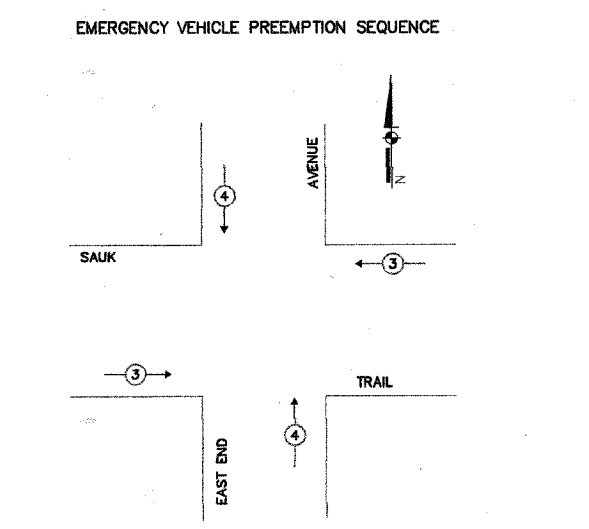 EMERGENCY VEHICLE PREEMPTION SEQUENCE
AVENUE
N
4
SAUK
3
3
TRAIL
4
EAST END